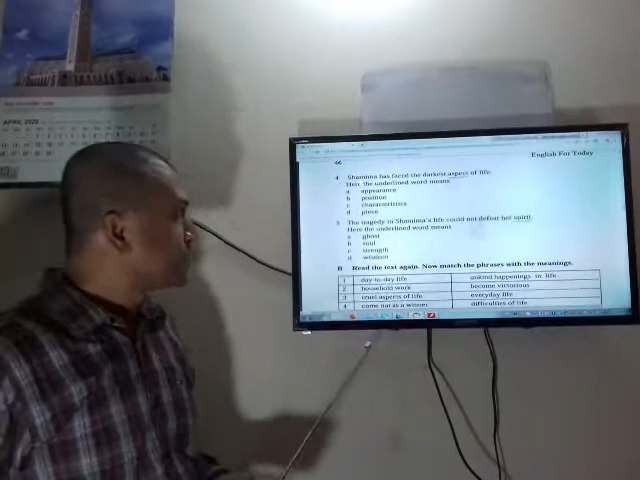 APRIL 2020
46
English For Today
4 Shamima has faced the darkest aspect of life.
Here the underlined word means
a appearance
b position
c characteristics
d piece
5 The tragedy in Shamima's life could not defeat her spirit.
Here the underlined word means
a ghost
b soul
c strength
d wisdom
B Read the text again. Now match the phrases with the meanings.
1 day-to-day life unkind happenings in life
2 household work become victorious
3 cruel aspects of life everyday life
4 come out as a winner difficulties of life